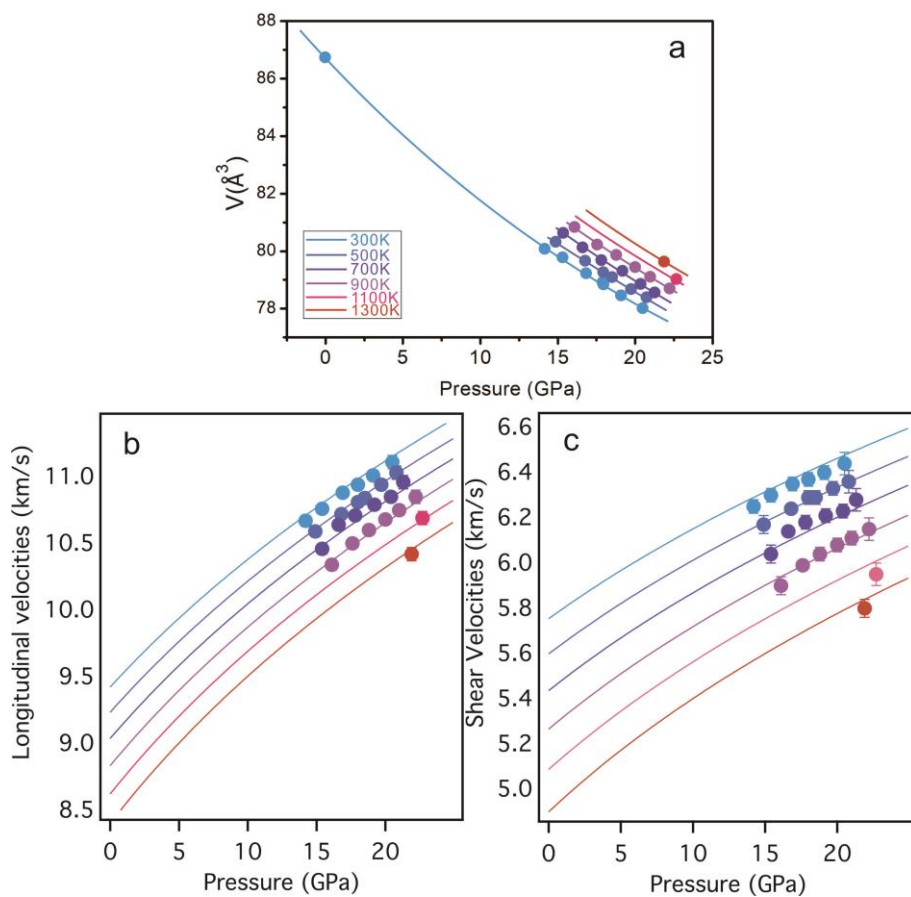 a
88
86
84
82
80
78
V(Å³)
300K
500K
700K
900K
1100K
1300K
0 5 10 15 20 25
Pressure (GPa)
b
11.0
10.5
10.0
9.5
9.0
8.5
Longitudinal velocities (km/s)
0 5 10 15 20
Pressure (GPa)
c
6.6
6.4
6.2
6.0
5.8
5.6
5.4
5.2
5.0
Shear Velocities (km/s)
0 5 10 15 20
Pressure (GPa)